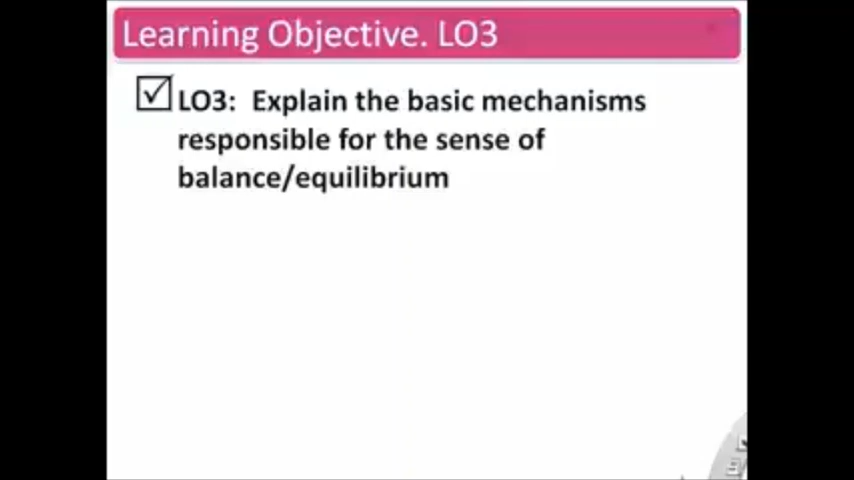 Learning Objective. LO3
LO3: Explain the basic mechanisms
responsible for the sense of
balance/equilibrium